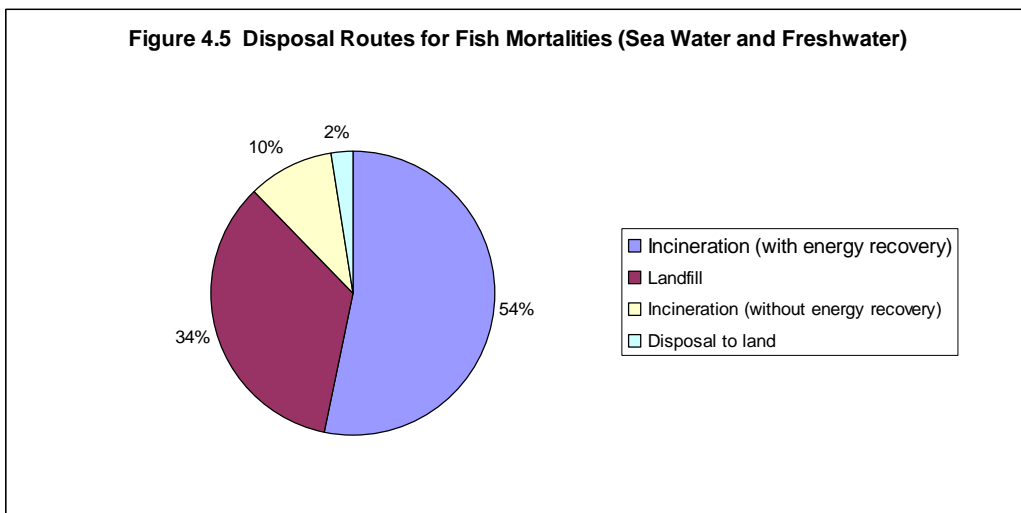 Figure 4.5 Disposal Routes for Fish Mortalities (Sea Water and Freshwater)
2%
10%
54%
34%
Incineration (with energy recovery)
Landfill
Incineration (without energy recovery)
Disposal to land